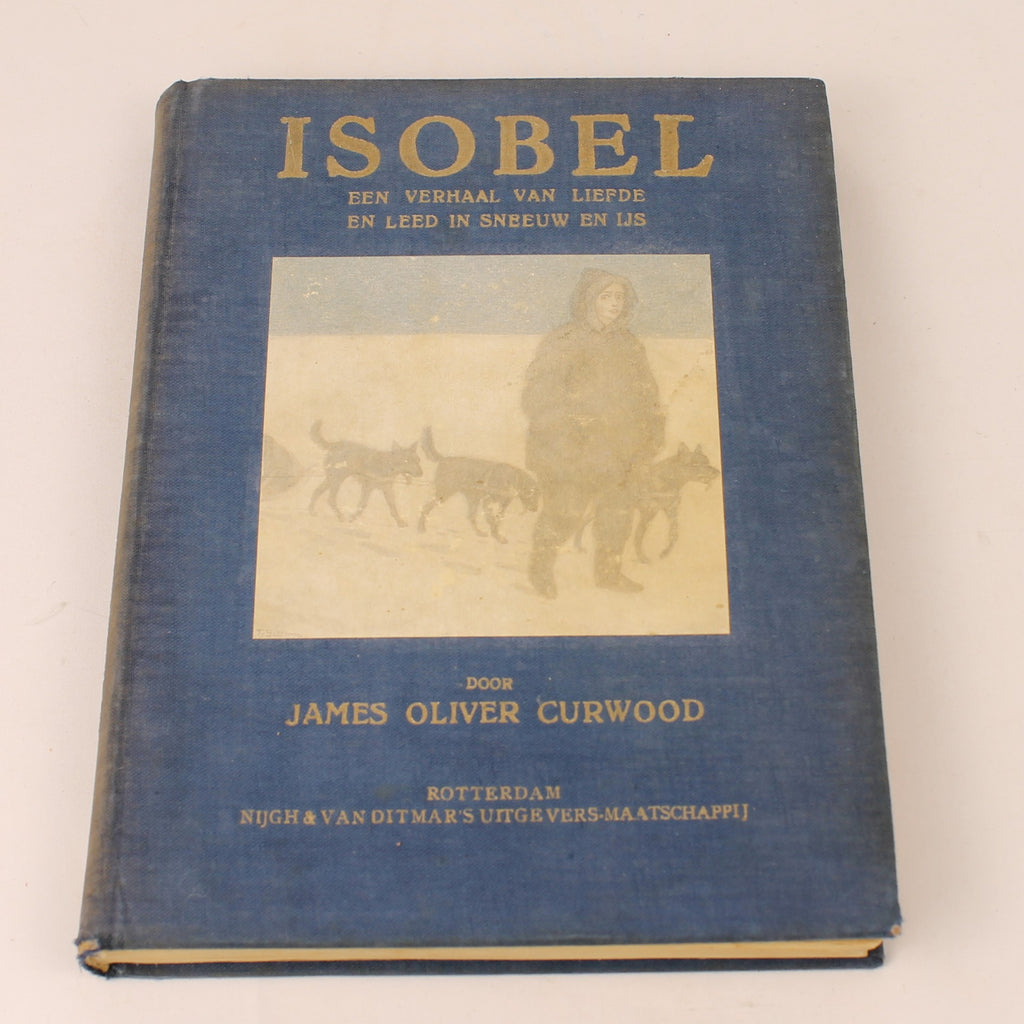 ISOBEL
EEN VERHAAL VAN LIEFDE
EN LEED IN SNEEUW EN IJS
DOOR
JAMES OLIVER CURWOOD
ROTTERDAM
NIJGH & VAN DITMAR'S UITGEVERS-MAATSCHAPPIJ